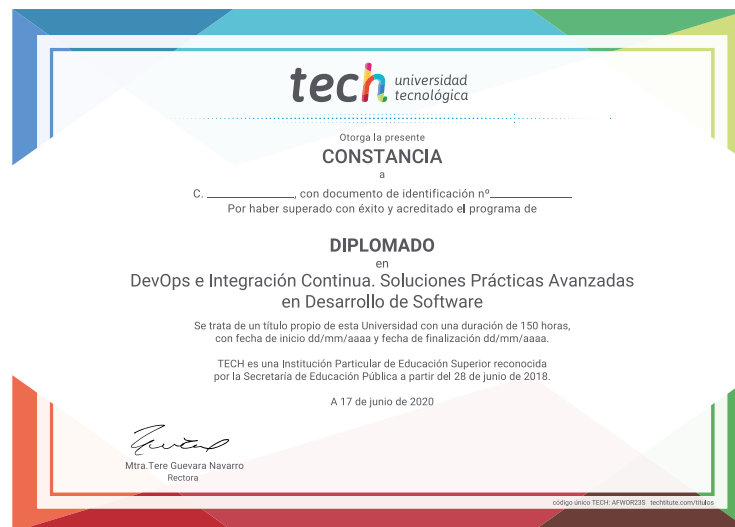 tech universidad
tecnológica
Otorga la presente
CONSTANCIA
a
C. ________________, con documento de identificación nº______________
Por haber superado con éxito y acreditado el programa de
DIPLOMADO
en
DevOps e Integración Continua. Soluciones Prácticas Avanzadas
en Desarrollo de Software
Se trata de un título propio de esta Universidad con una duración de 150 horas,
con fecha de inicio dd/mm/aaaa y fecha de finalización dd/mm/aaaa.
TECH es una Institución Particular de Educación Superior reconocida
por la Secretaría de Educación Pública a partir del 28 de junio de 2018.
A 17 de junio de 2020
Mtra.Tere Guevara Navarro
Rectora
código único TECH: AFWOR23S techtitute.com/titulos